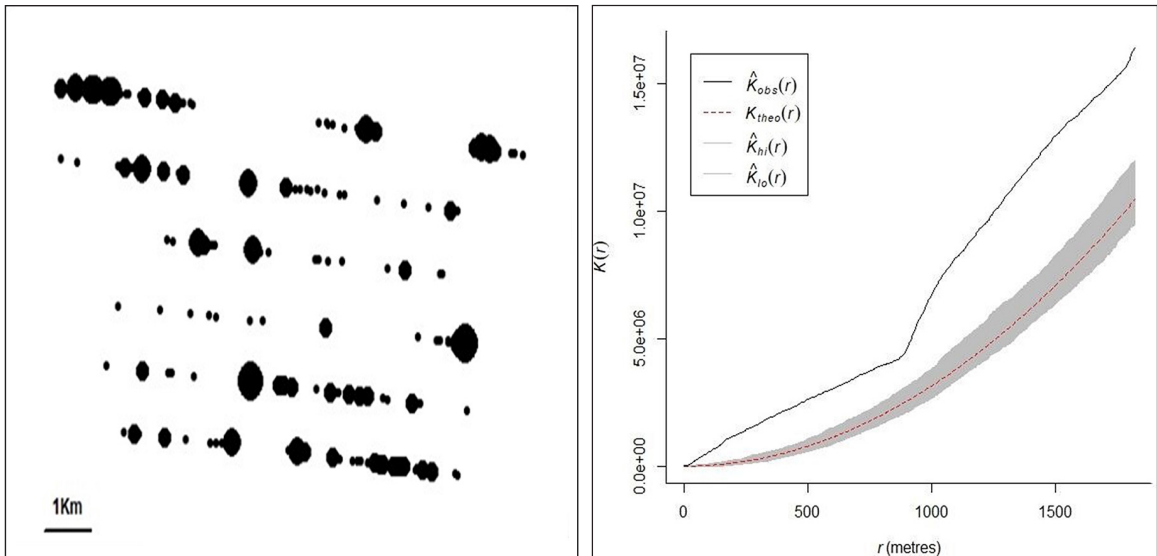 1Km
K̂obs(r)
Ktheo(r)
K̂hi(r)
K̂lo(r)
K(r)
0.0e+00
5.0e+06
1.0e+07
1.5e+07
0
500
1000
1500
r (metres)